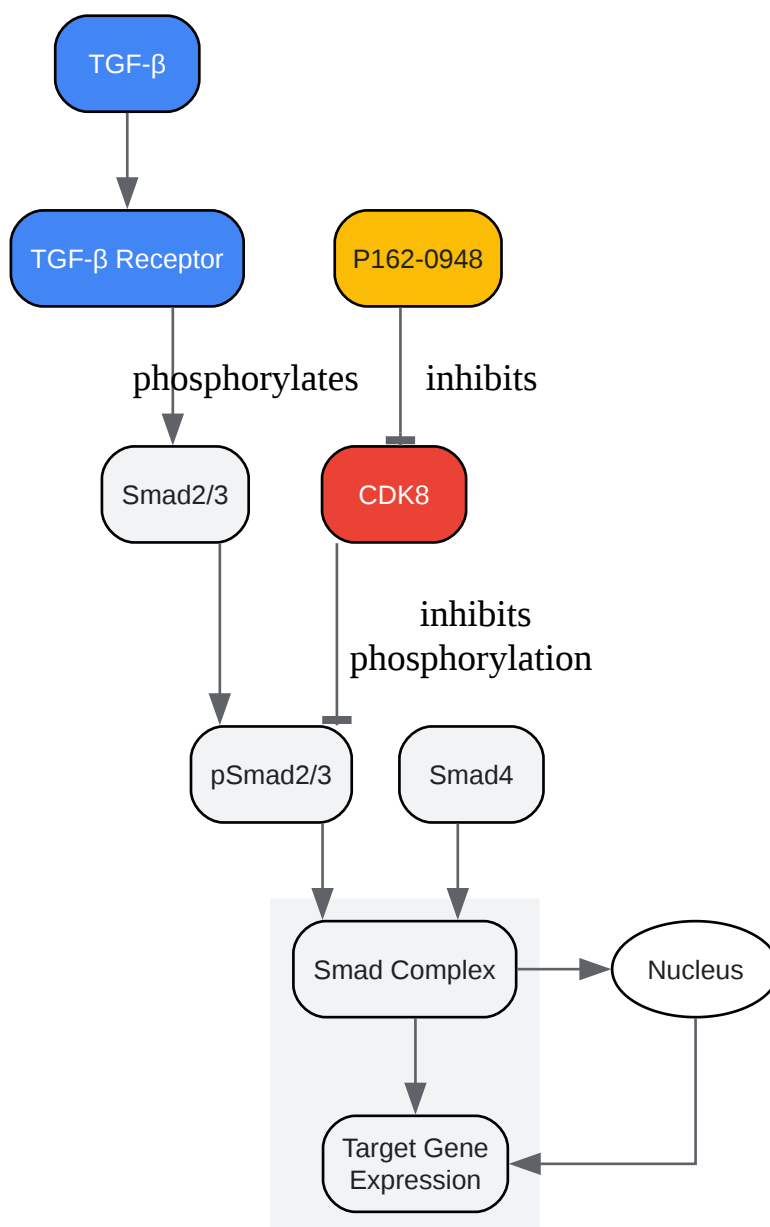 TGF-β
TGF-β Receptor
P162-0948
phosphorylates
inhibits
Smad2/3
CDK8
inhibits
phosphorylation
pSmad2/3
Smad4
Smad Complex
Nucleus
Target Gene
Expression